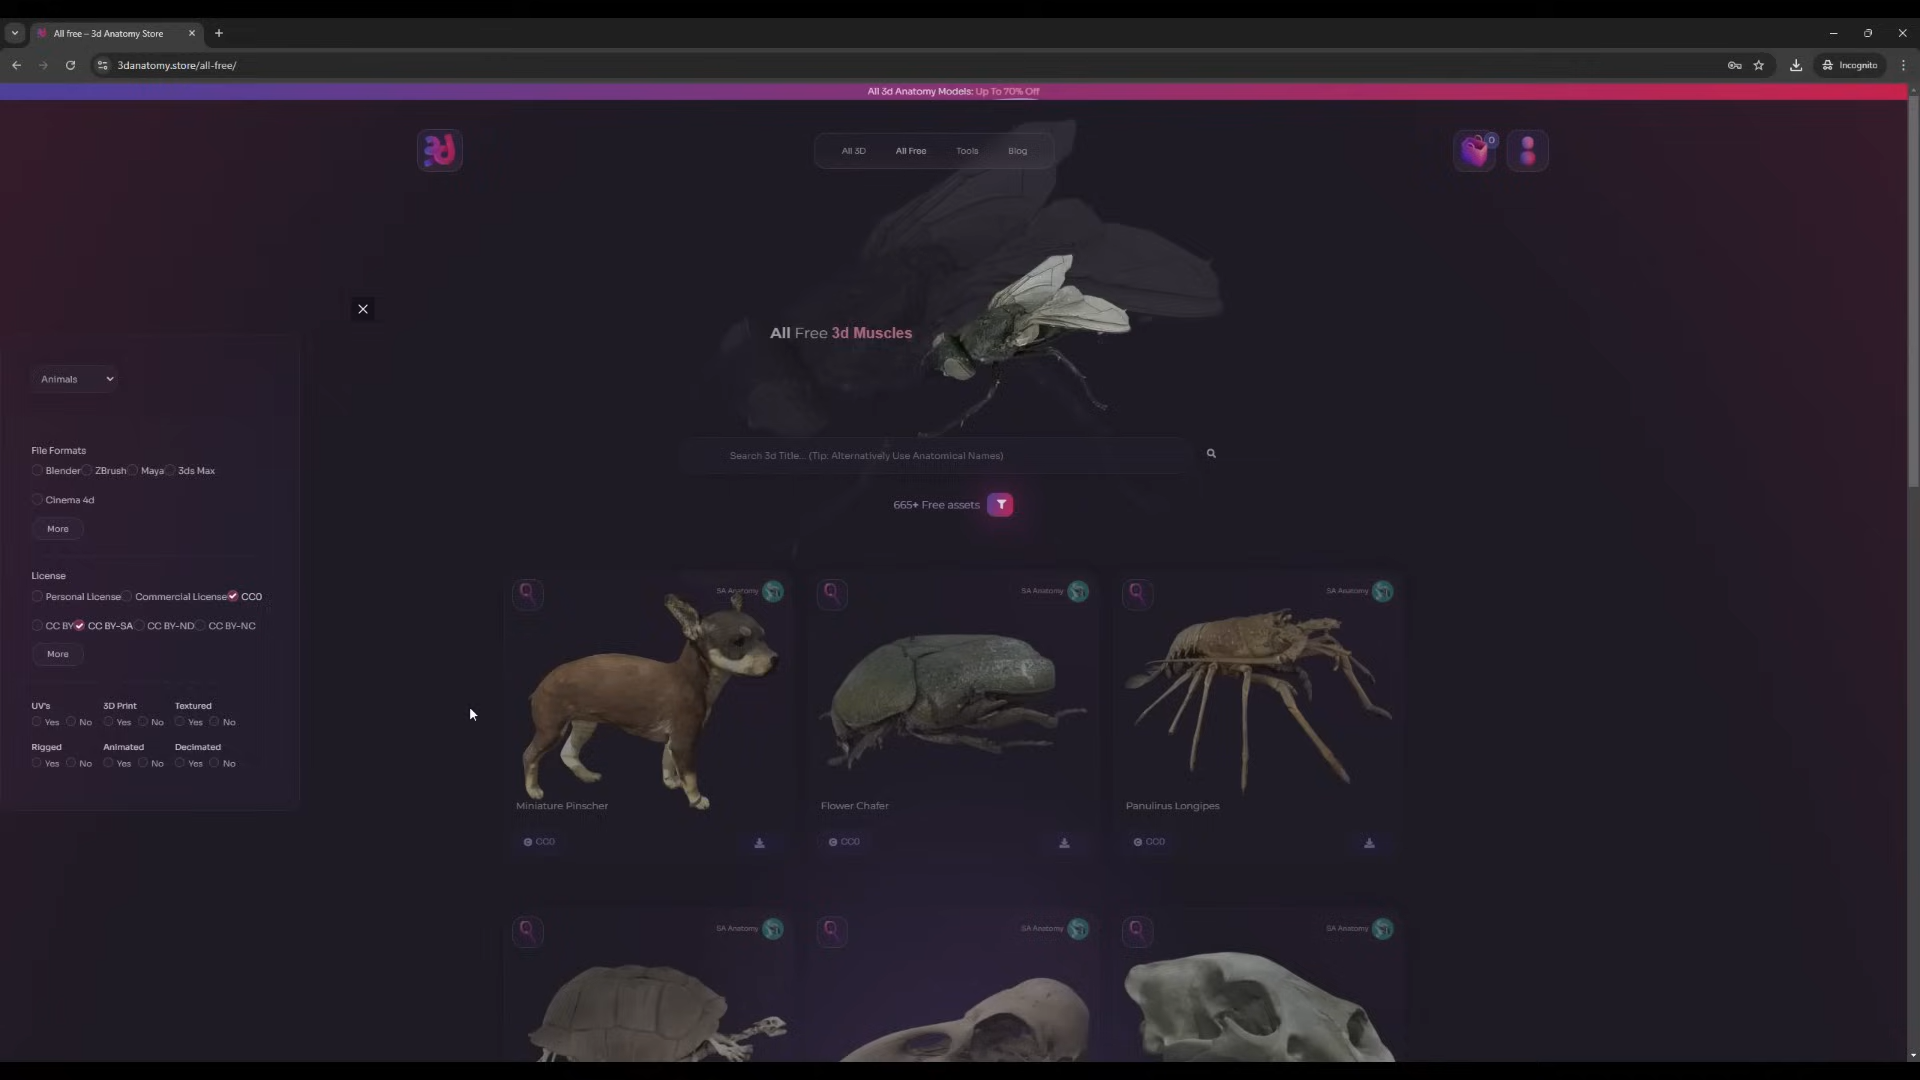 All free – 3d Anatomy Store
3danatomy.store/all-free/
Incognito
All 3d Anatomy Models: Up To 70% Off
3d
All 3D
All Free
Tools
Blog
0
All Free 3d Muscles
Animals
File Formats
Blender ZBrush Maya 3ds Max
Cinema 4d
More
License
Personal License Commercial License CC0
CC BY CC BY-SA CC BY-ND CC BY-NC
More
UV's 3D Print Textured
Yes No Yes No Yes No
Rigged Animated Decimated
Yes No Yes No Yes No
Search 3d Title... (Tip: Alternatively Use Anatomical Names)
665+ Free assets
SA Anatomy
SA Anatomy
SA Anatomy
Miniature Pinscher
Flower Chafer
Panulirus Longipes
CC0
CC0
CC0
SA Anatomy
SA Anatomy
SA Anatomy